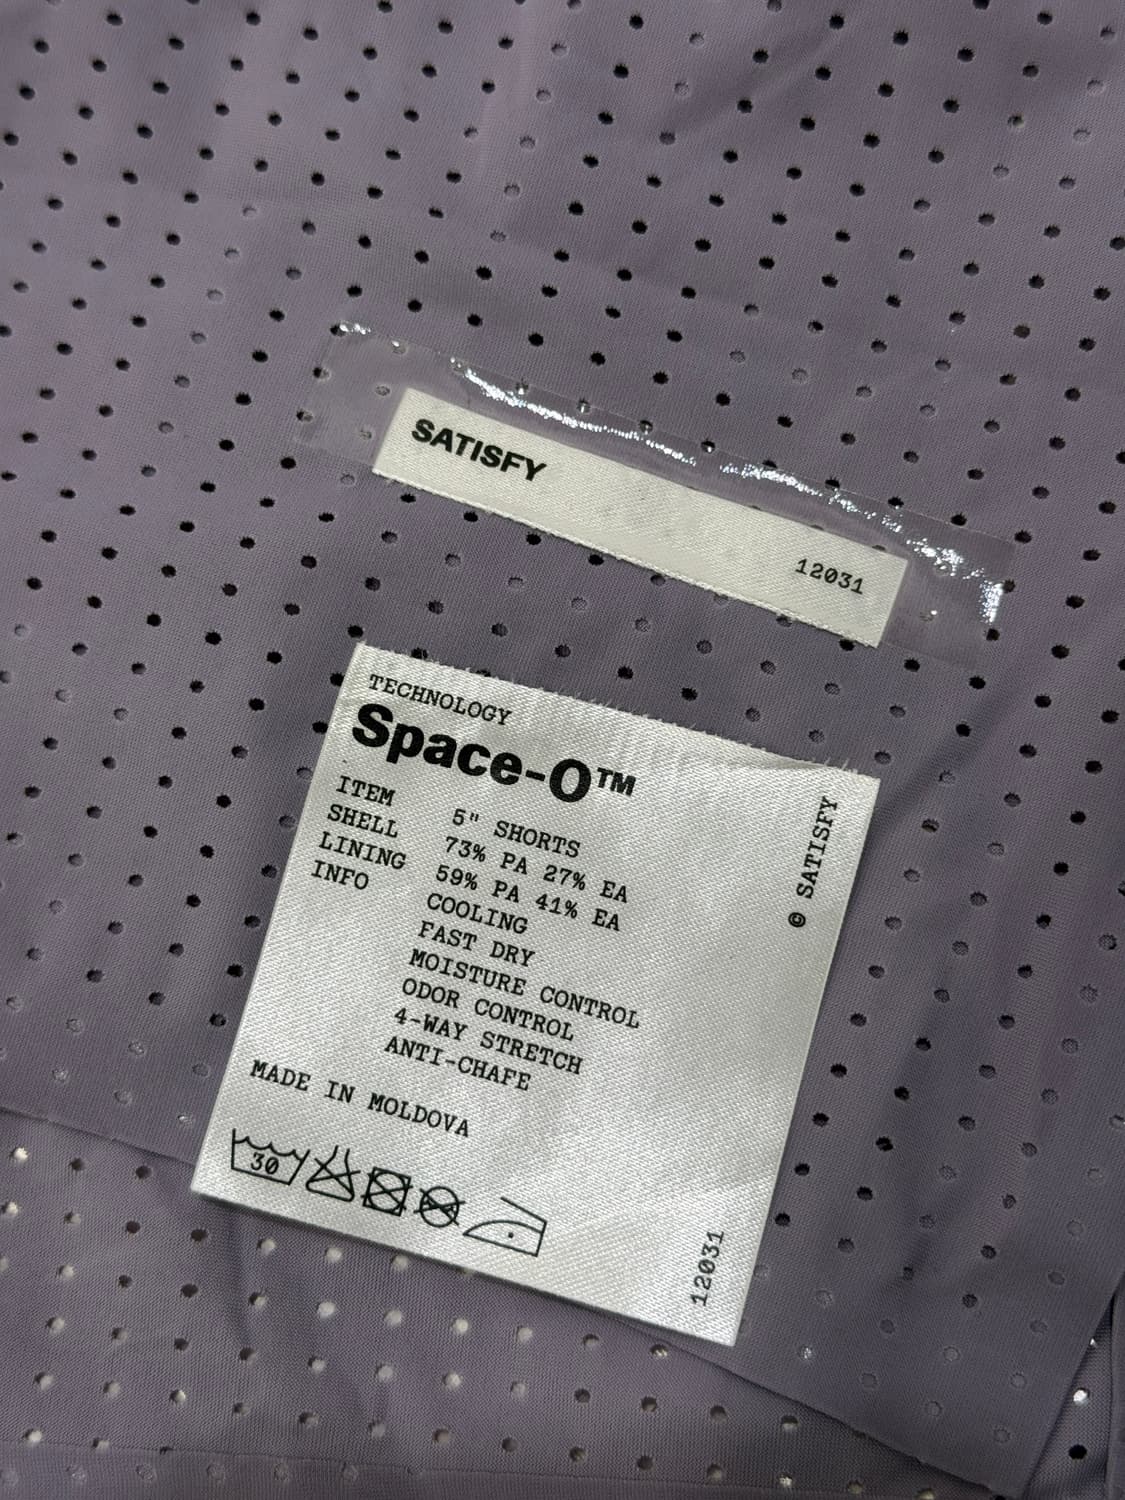 SATISFY
12031
TECHNOLOGY
Space-O™
ITEM 5" SHORTS
SHELL 73% PA 27% EA
LINING 59% PA 41% EA
INFO COOLING
FAST DRY
MOISTURE CONTROL
ODOR CONTROL
4-WAY STRETCH
ANTI-CHAFE
MADE IN MOLDOVA
30
© SATISFY
12031